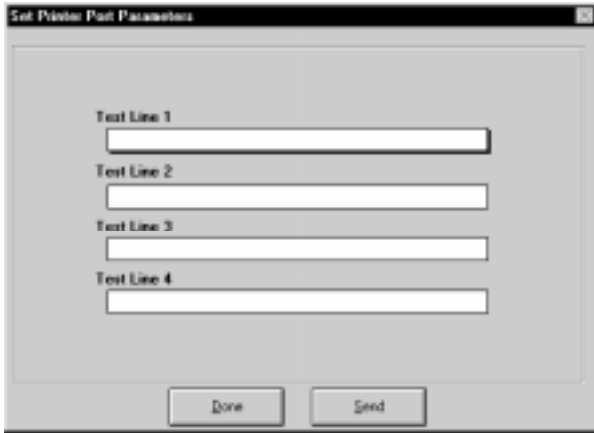 Set Printer Port Parameters
Text Line 1
Text Line 2
Text Line 3
Text Line 4
Done
Send